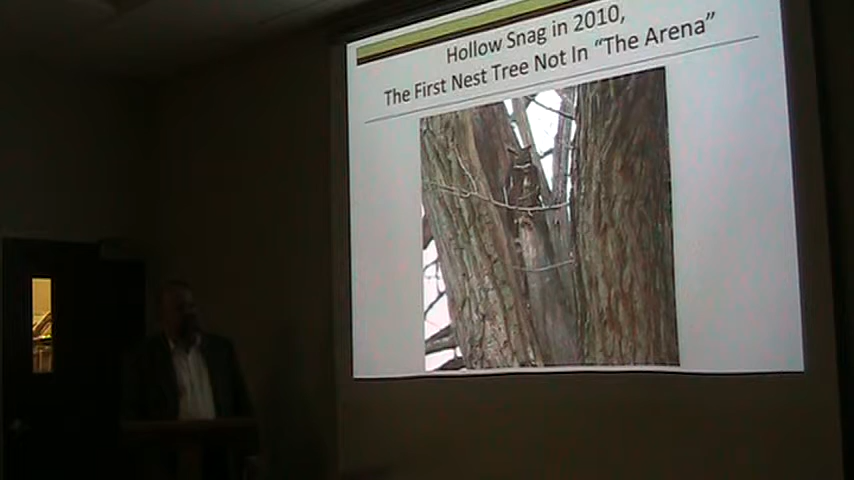 Hollow Snag in 2010,
The First Nest Tree Not In “The Arena”